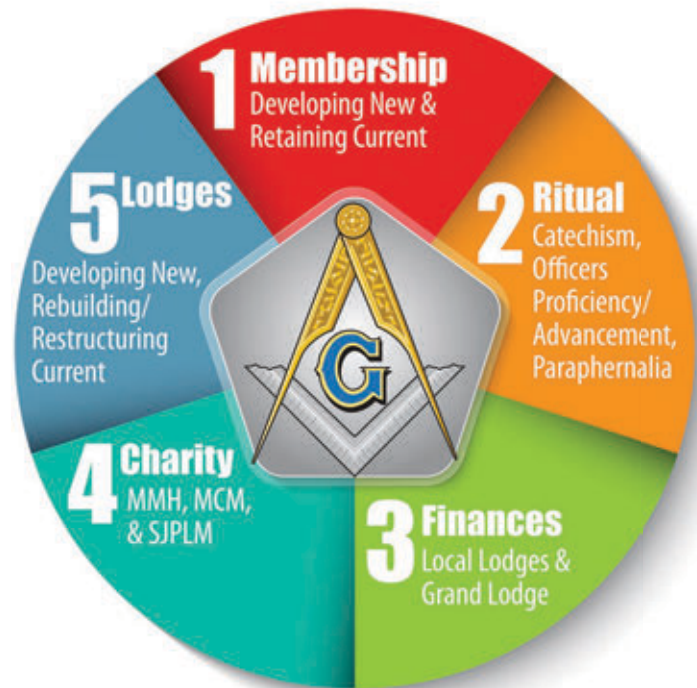 1 Membership
Developing New &
Retaining Current
2 Ritual
Catechism,
Officers
Proficiency/
Advancement,
Paraphernalia
3 Finances
Local Lodges &
Grand Lodge
4 Charity
MMH, MCM,
& SJPLM
5 Lodges
Developing New,
Rebuilding/
Restructuring
Current
G